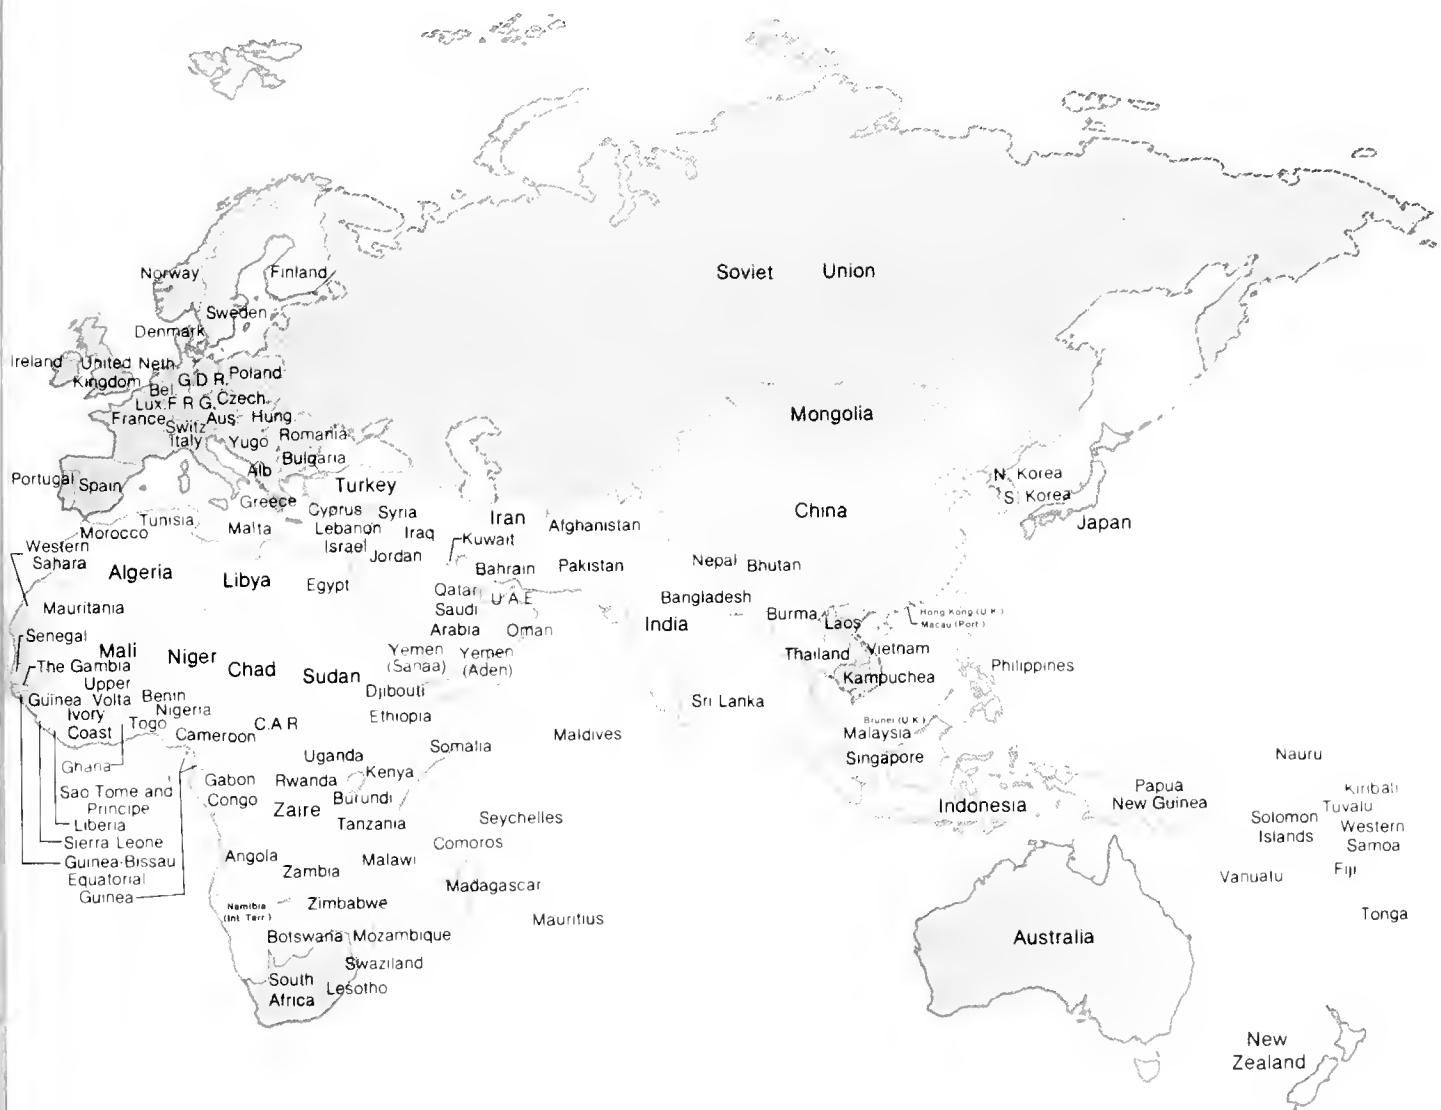 Soviet Union
Norway
Finland
Sweden
Denmark
Ireland
United
Kingdom
Neth.
Bel.
Lux.
G.D.R.
Poland
F R G.
Czech.
France
Switz
Aus
Hung.
Italy
Yugo
Romania
Bulgaria
Alb
Portugal
Spain
Greece
Turkey
Mongolia
N. Korea
S. Korea
Japan
China
Tunisia
Morocco
Malta
Cyprus
Lebanon
Israel
Syria
Iraq
Jordan
Iran
Kuwait
Afghanistan
Bahrain
Pakistan
Nepal
Bhutan
Western
Sahara
Algeria
Libya
Egypt
Qatar
U.A.E
Saudi
Arabia
Oman
Bangladesh
India
Burma
Laos
Hong Kong (U.K.)
Macau (Port.)
Mauritania
Senegal
Mali
Niger
Chad
Sudan
Yemen
(Sanaa)
Yemen
(Aden)
Thailand
Vietnam
Kampuchea
Philippines
The Gambia
Upper
Volta
Guinea
Benin
Nigeria
Djibouti
Ethiopia
Sri Lanka
Ivory
Coast
Togo
Cameroon
C.A.R
Somalia
Maldives
Brunei (U.K.)
Malaysia
Singapore
Ghana
Uganda
Kenya
Gabon
Rwanda
Congo
Zaire
Burundi
Tanzania
Seychelles
Indonesia
Papua
New Guinea
Nauru
Kiribati
Tuvalu
Solomon
Islands
Western
Samoa
Sao Tome and
Principe
Liberia
Sierra Leone
Guinea-Bissau
Equatorial
Guinea
Angola
Zambia
Malawi
Comoros
Madagascar
Mauritius
Vanuatu
Fiji
Tonga
Namibia
(Int. Terr.)
Zimbabwe
Botswana
Mozambique
Swaziland
South
Africa
Lesotho
Australia
New
Zealand